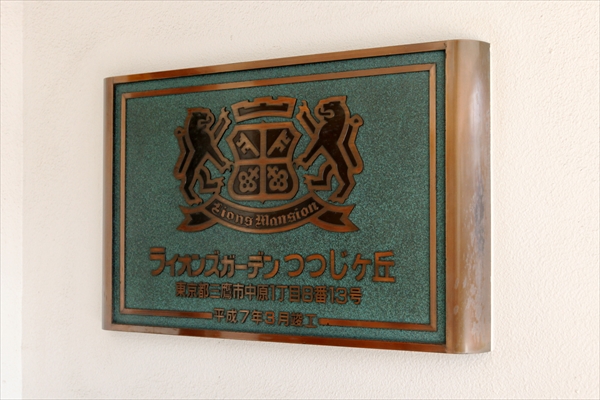 Lions Mansion
ライオンズガーデンつつじヶ丘
東京都三鷹市中原1丁目8番13号
平成7年9月竣工